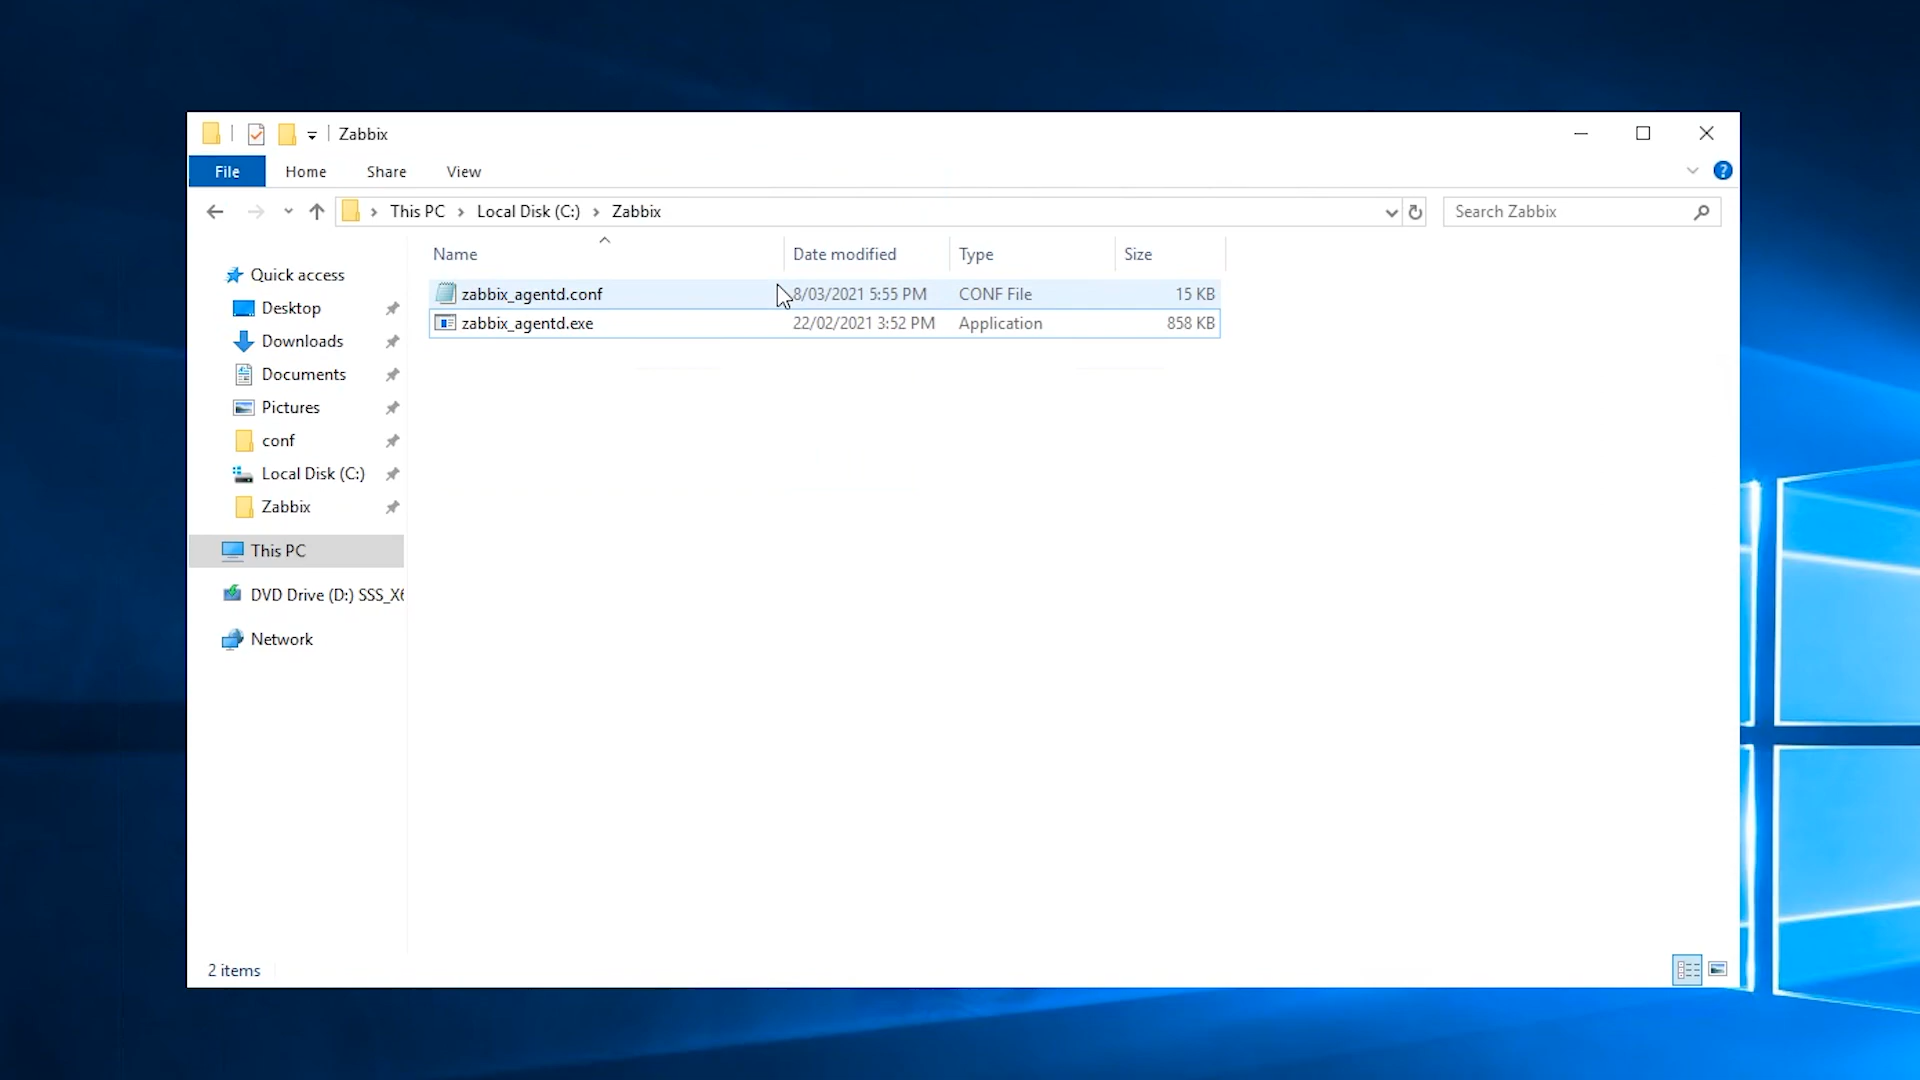 Zabbix
File Home Share View
This PC Local Disk (C:) Zabbix
Search Zabbix
Name Date modified Type Size
zabbix_agentd.conf 8/03/2021 5:55 PM CONF File 15 KB
zabbix_agentd.exe 22/02/2021 3:52 PM Application 858 KB
Quick access
Desktop
Downloads
Documents
Pictures
conf
Local Disk (C:)
Zabbix
This PC
DVD Drive (D:) SSS_X6
Network
2 items